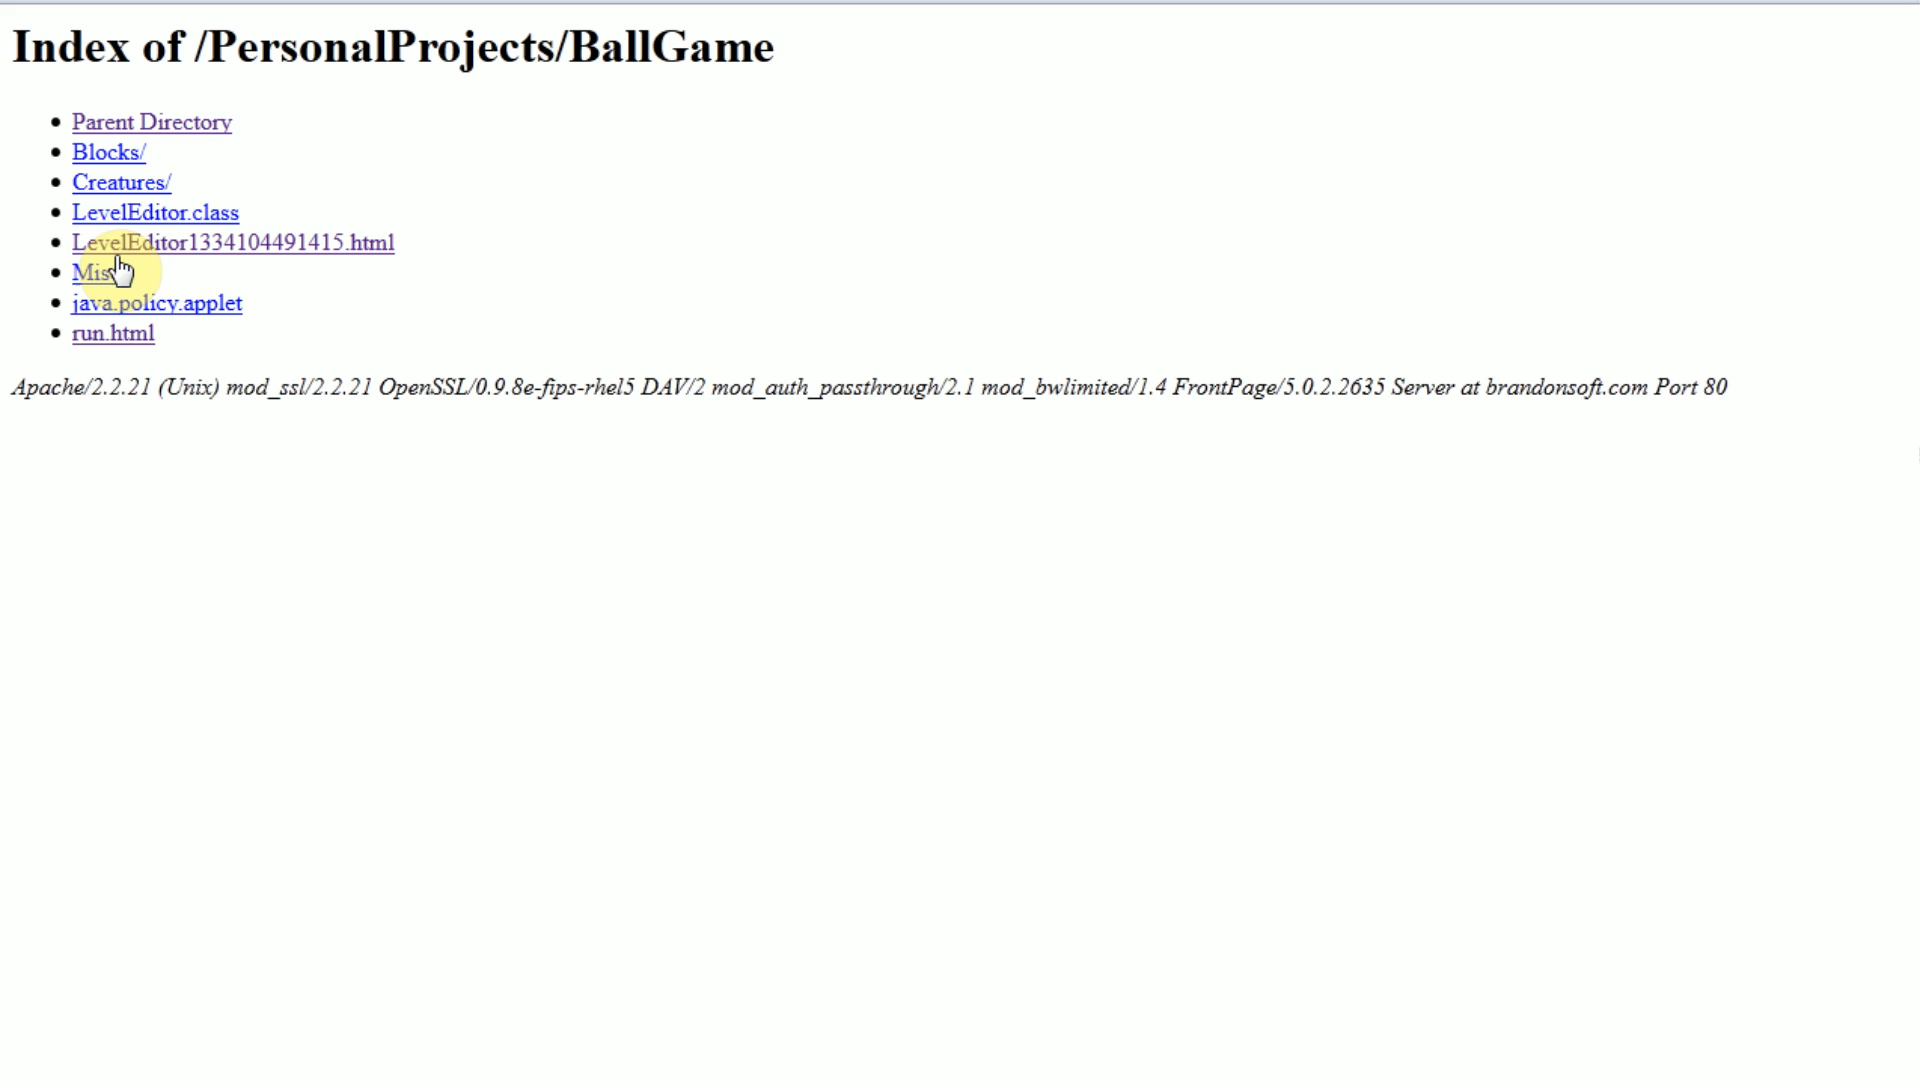 Index of /PersonalProjects/BallGame
Parent Directory
Blocks/
Creatures/
LevelEditor.class
LevelEditor1334104491415.html
Mis
java.policy.applet
run.html
Apache/2.2.21 (Unix) mod_ssl/2.2.21 OpenSSL/0.9.8e-fips-rhel5 DAV/2 mod_auth_passthrough/2.1 mod_bwlimited/1.4 FrontPage/5.0.2.2635 Server at brandonsoft.com Port 80